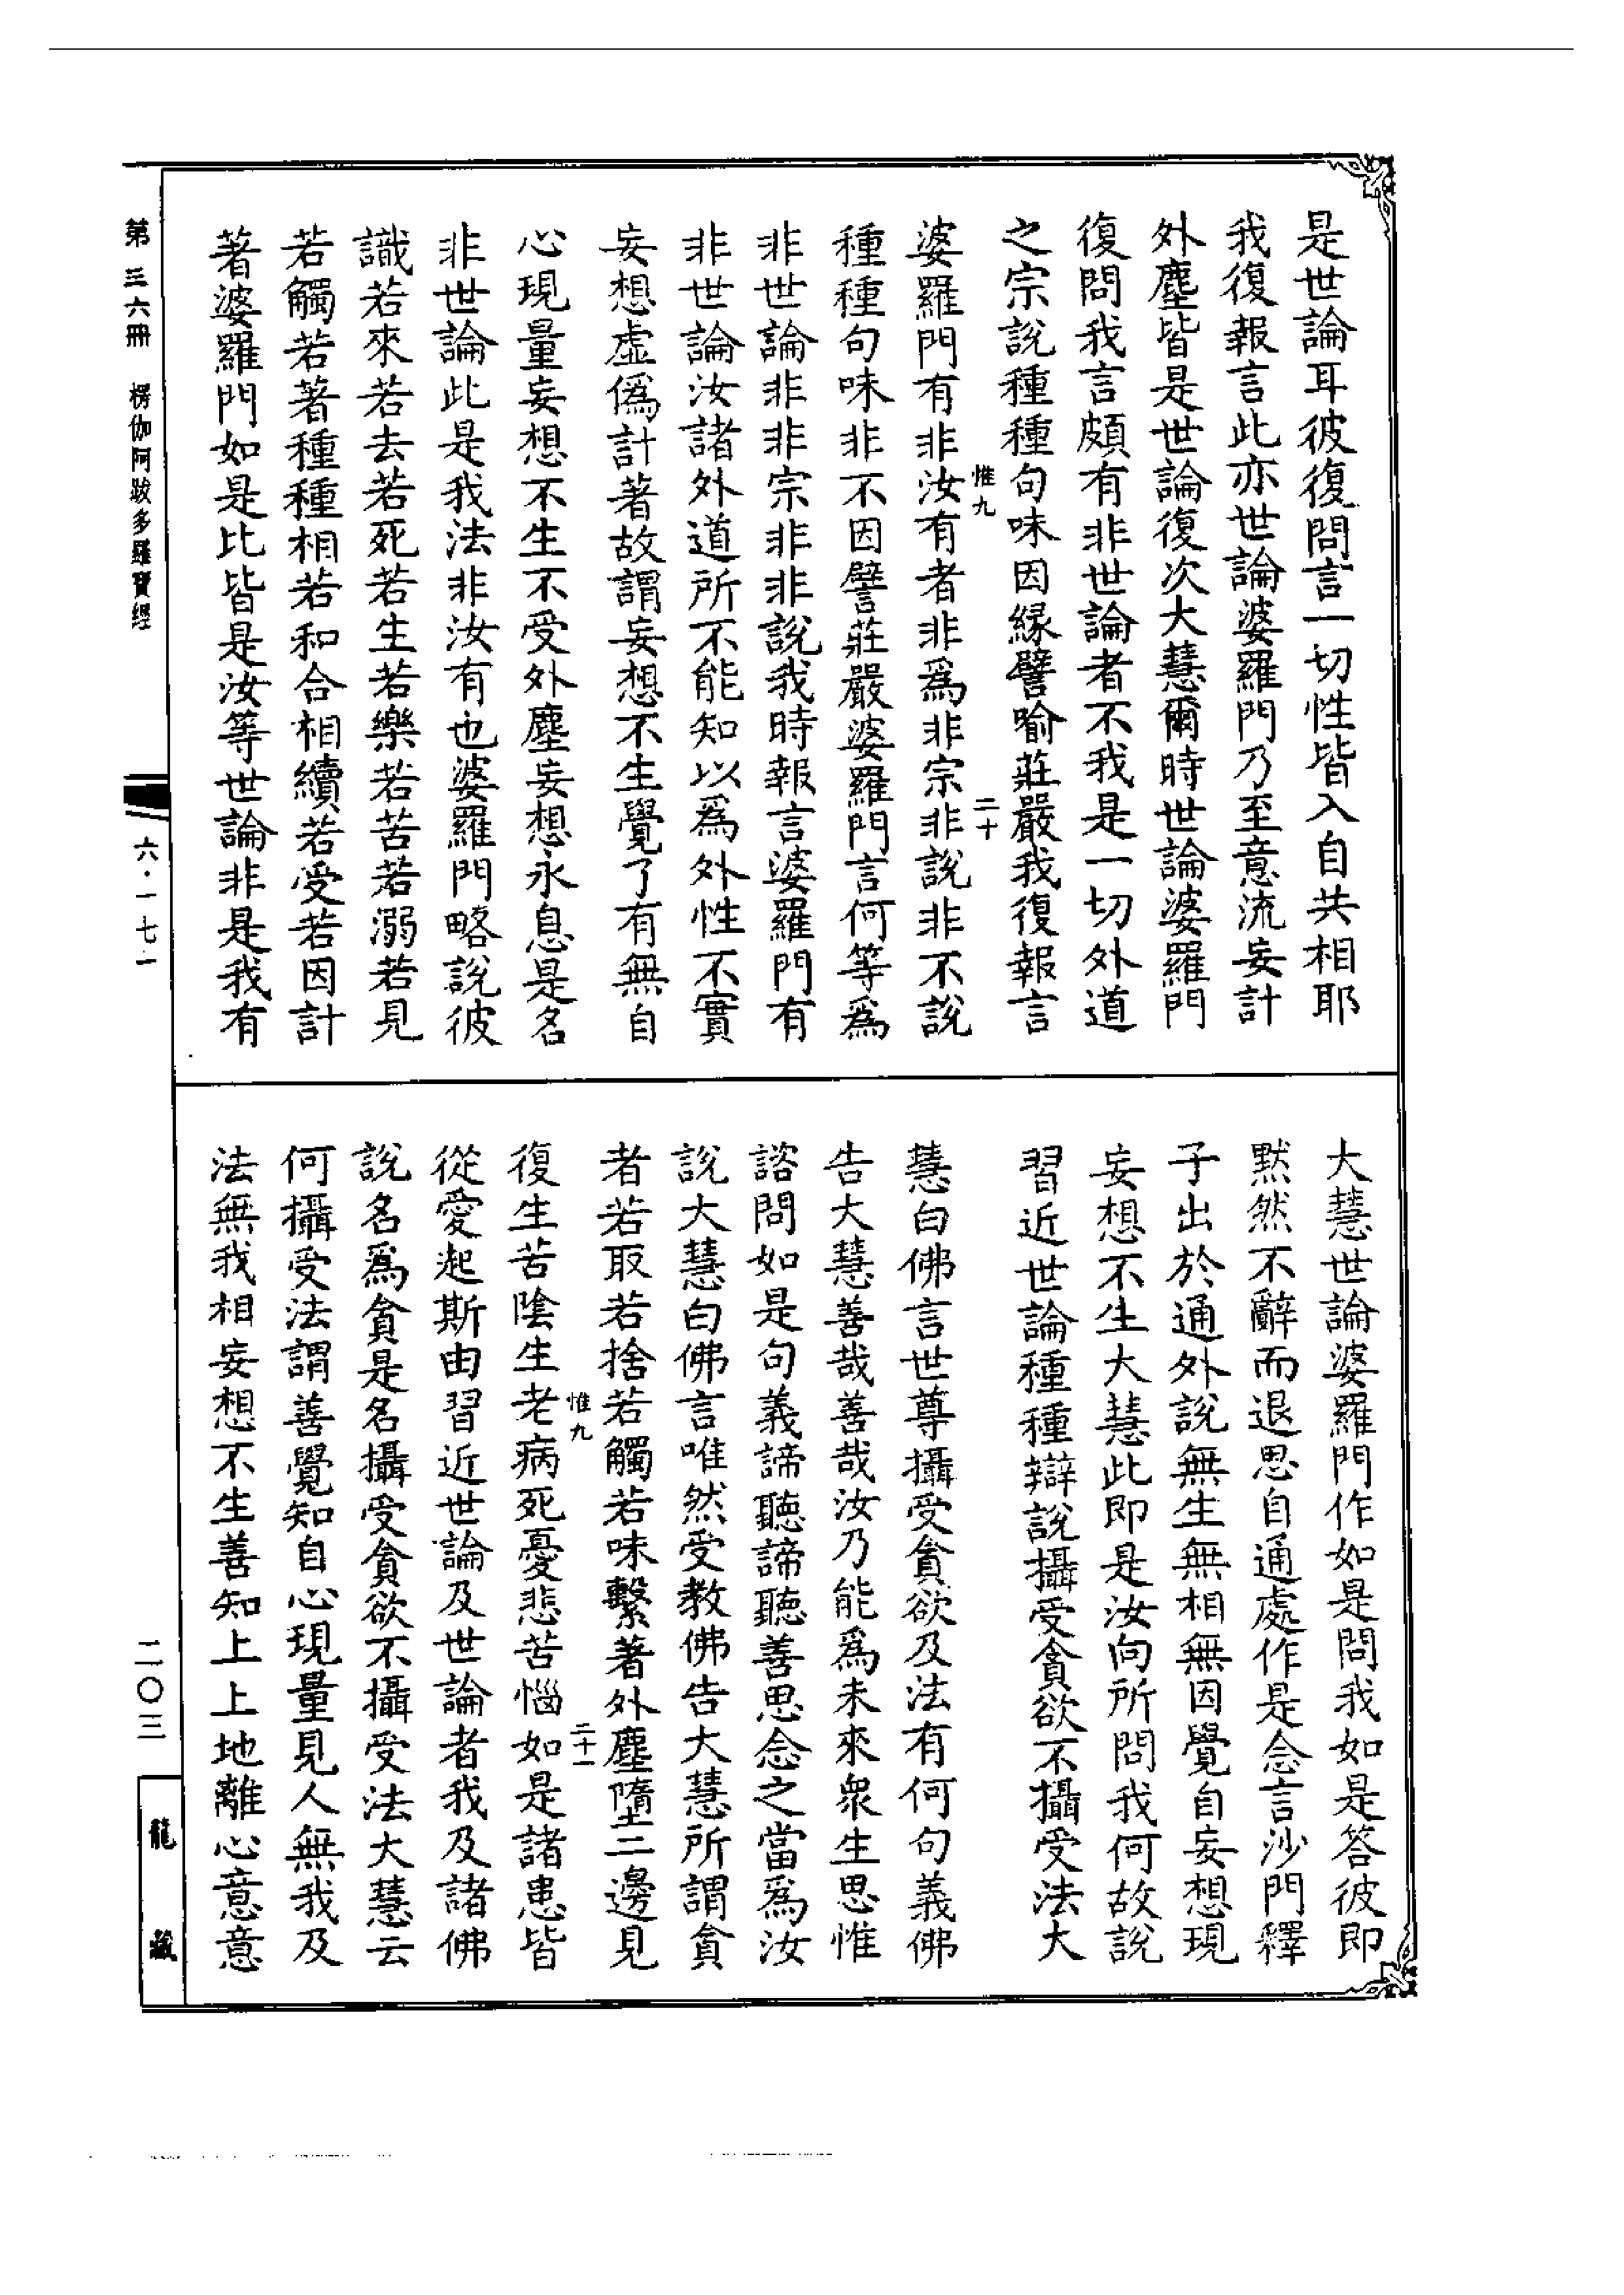 是世論耳彼復問言一切性皆入自共相耶
我復報言此亦世論婆羅門乃至意流妄計
外塵皆是世論復次大慧爾時世論婆羅門
復問我言頗有非世論者不我是一切外道
之宗說種種句味因緣譬喻莊嚴我復報言
惟九
二十
婆羅門有非汝有者非爲非宗非說非不說
種種句味非不因譬莊嚴婆羅門言何等爲
非世論非非宗非非說我時報言婆羅門有
非世論汝諸外道所不能知以爲外性不實
妄想虛僞計著故謂妄想不生覺了有無自
心現量妄想不生不受外塵妄想永息是名
非世論此是我法非汝有也婆羅門略說彼
識若來若去若死若生若樂若苦若溺若見
若觸若著種種相若和合相續若受若因計
著婆羅門如是比皆是汝等世論非是我有
大慧世論婆羅門作如是問我如是答彼即
默然不辭而退思自通處作是念言沙門釋
子出於通外說無生無相無因覺自妄想現
妄想不生大慧此即是汝向所問我何故說
習近世論種種辯說攝受貪欲不攝受法大
慧白佛言世尊攝受貪欲及法有何句義佛
告大慧善哉善哉汝乃能爲未來衆生思惟
諮問如是句義諦聽諦聽善思念之當爲汝
說大慧白佛言唯然受教佛告大慧所謂貪
者若取若捨若觸若味繫著外塵墮二邊見
惟九
二十一
復生苦陰生老病死憂悲苦惱如是諸患皆
從愛起斯由習近世論及世論者我及諸佛
說名爲貪是名攝受貪欲不攝受法大慧云
何攝受法謂善覺知自心現量見人無我及
法無我相妄想不生善知上上地離心意意
第三六冊　楞伽阿跋多羅寶經
六·一七一
二〇三
龍藏